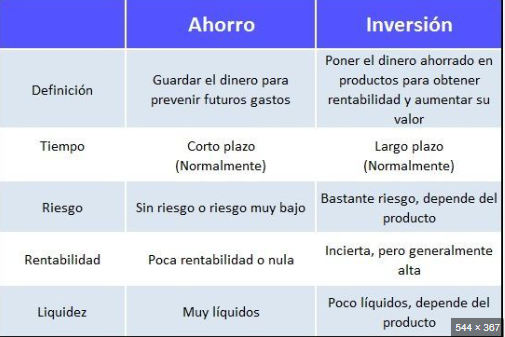 Ahorro
Inversión
Definición
Guardar el dinero para
prevenir futuros gastos
Poner el dinero ahorrado en
productos para obtener
rentabilidad y aumentar su
valor
Tiempo
Corto plazo
(Normalmente)
Largo plazo
(Normalmente)
Riesgo
Sin riesgo o riesgo muy bajo
Bastante riesgo, depende del
producto
Rentabilidad
Poca rentabilidad o nula
Incierta, pero generalmente
alta
Liquidez
Muy líquidos
Poco líquidos, depende del
producto
544 × 367